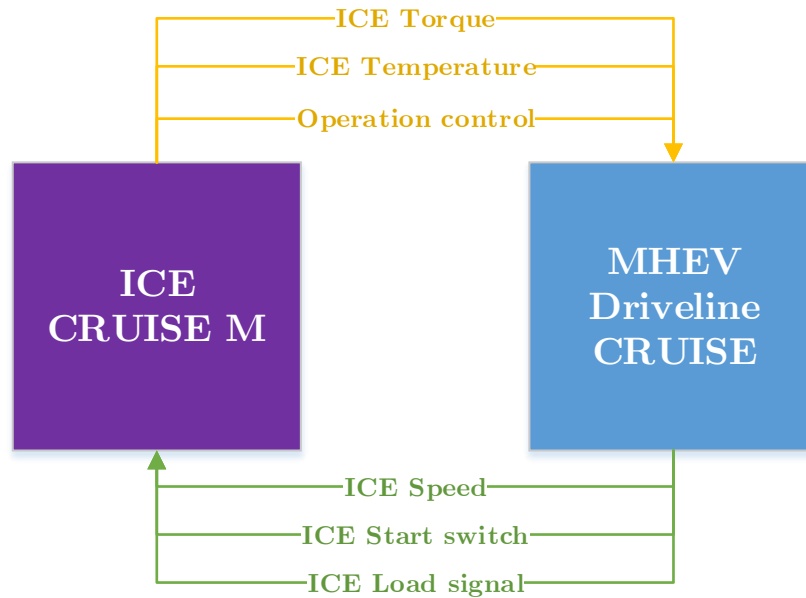 ICE Torque
ICE Temperature
Operation control
ICE
CRUISE M
MHEV
Driveline
CRUISE
ICE Speed
ICE Start switch
ICE Load signal